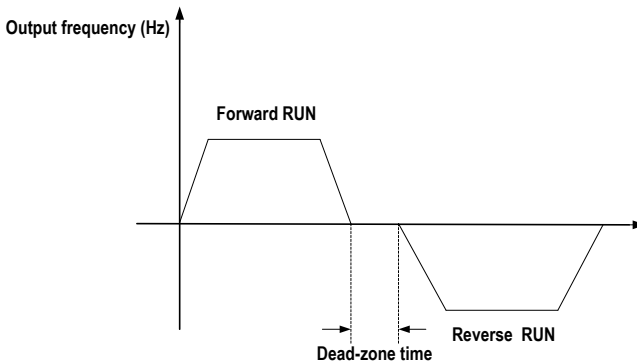 Output frequency (Hz)
Forward RUN
Reverse RUN
Dead-zone time